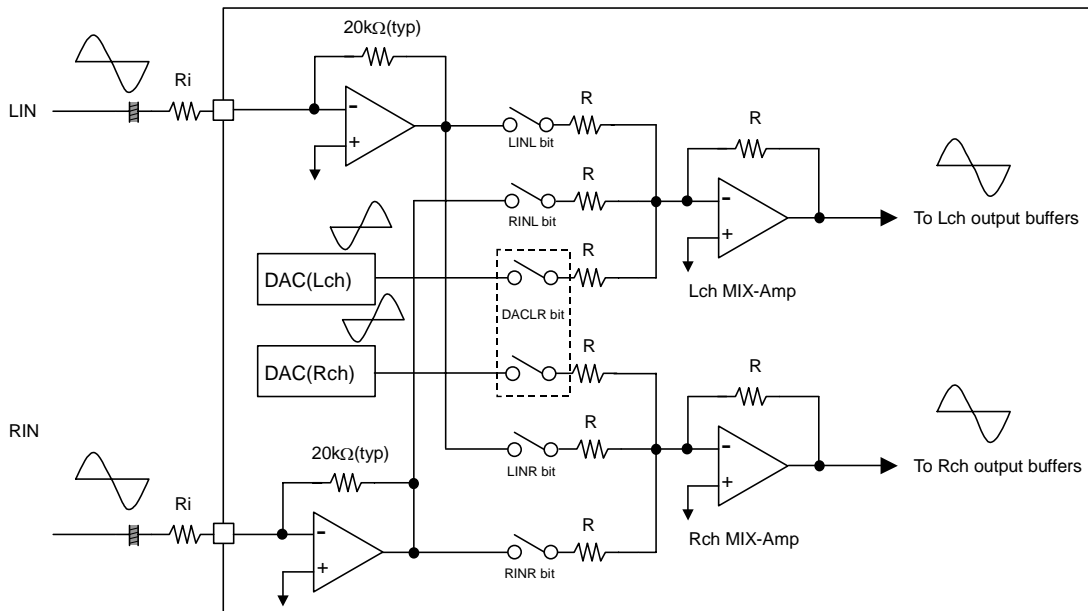 20kΩ(typ)
Ri
LIN
-
+
R
LINL bit
R
-
+
To Lch output buffers
R
RINL bit
R
DAC(Lch)
Lch MIX-Amp
DACLR bit
R
DAC(Rch)
R
RIN
-
+
To Rch output buffers
R
LINR bit
20kΩ(typ)
Ri
-
+
R
RINR bit
Rch MIX-Amp